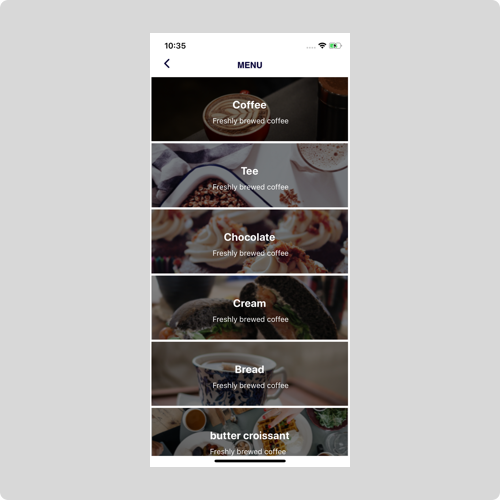 10:35
MENU
Coffee
Freshly brewed coffee
Tee
Freshly brewed coffee
Chocolate
Freshly brewed coffee
Cream
Freshly brewed coffee
Bread
Freshly brewed coffee
butter croissant
Freshly brewed coffee